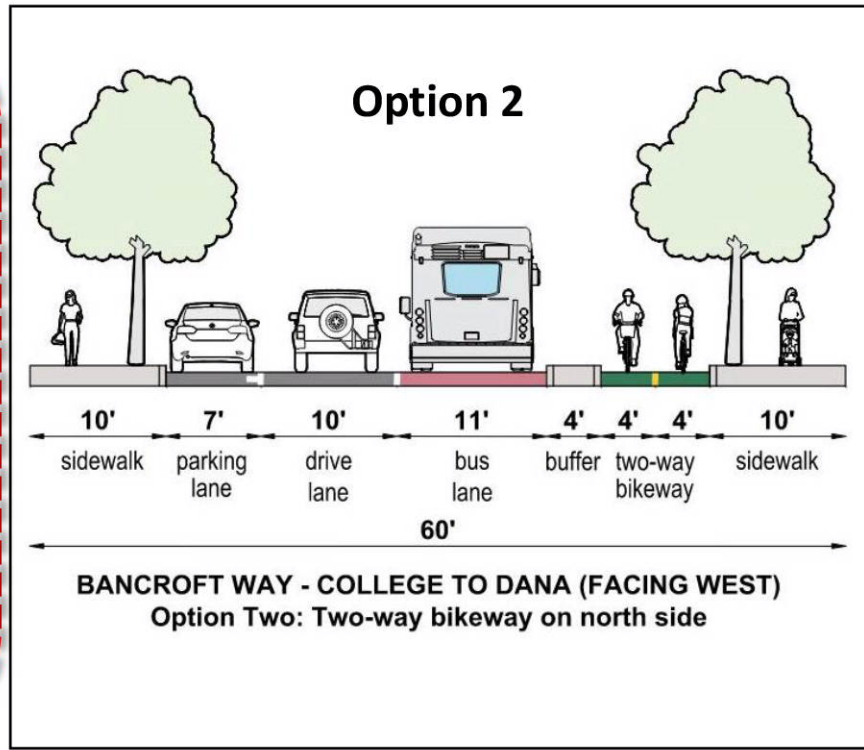 Option 2
10' 7' 10' 11' 4' 4' 4' 10'
sidewalk parking lane drive lane bus lane buffer two-way bikeway sidewalk
60'
BANCROFT WAY - COLLEGE TO DANA (FACING WEST)
Option Two: Two-way bikeway on north side